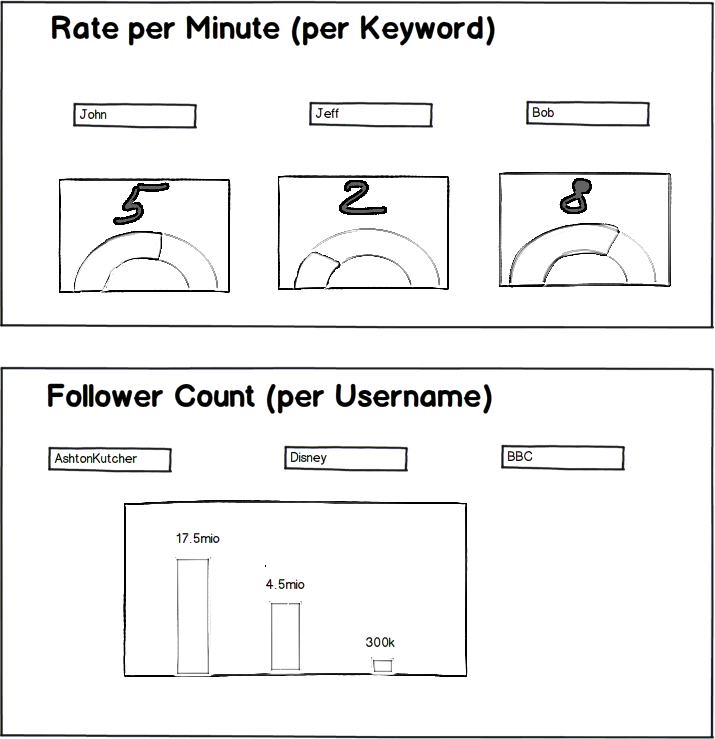 Rate per Minute (per Keyword)
John
Jeff
Bob
5
2
8
Follower Count (per Username)
AshtonKutcher
Disney
BBC
17.5mio
4.5mio
300k